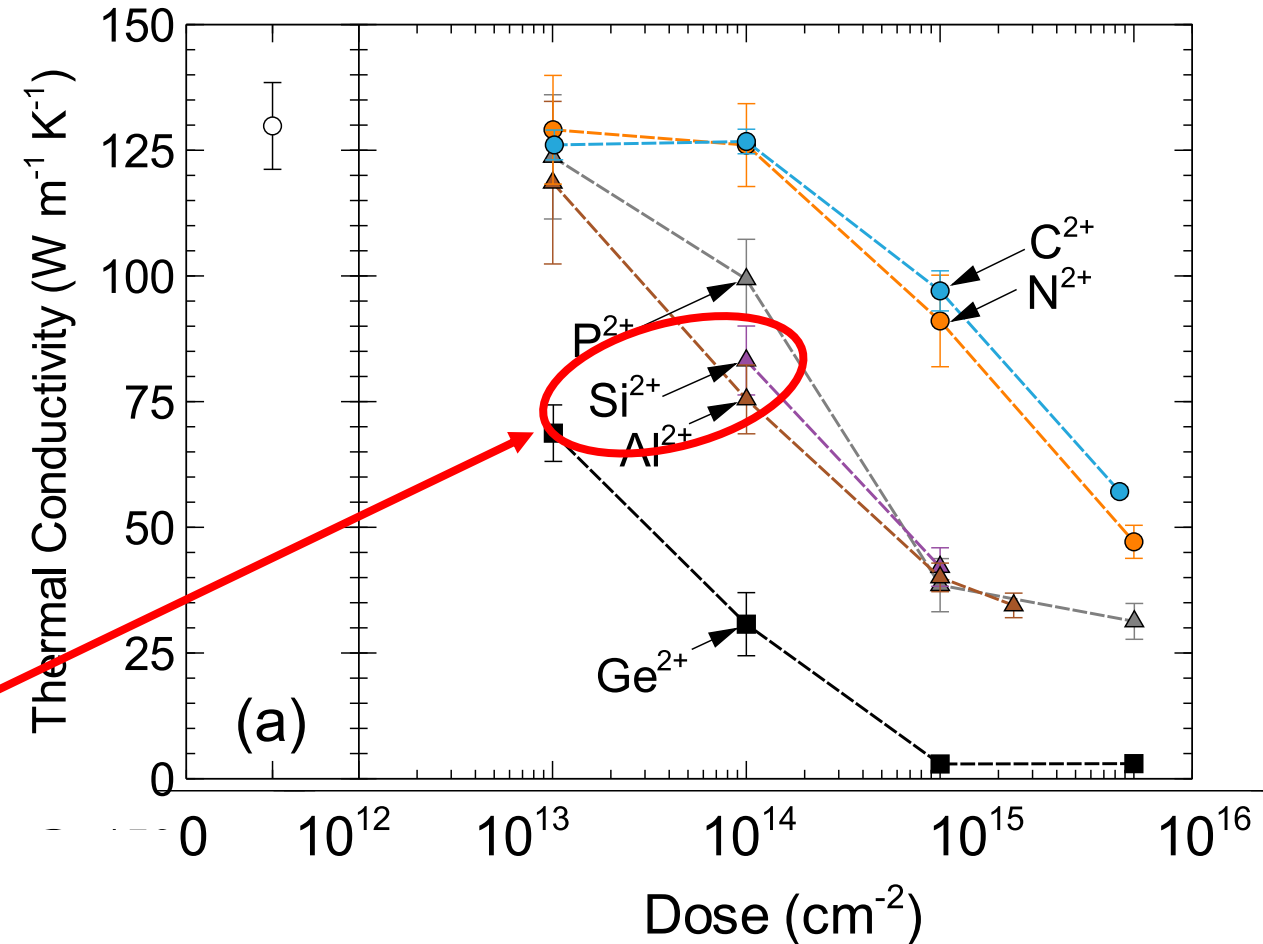 150
125
100
75
50
25
0
Thermal Conductivity (W m⁻¹ K⁻¹)
C²⁺
N²⁺
P²⁺
Si²⁺
Al²⁺
Ge²⁺
(a)
0 10¹² 10¹³ 10¹⁴ 10¹⁵ 10¹⁶
Dose (cm⁻²)